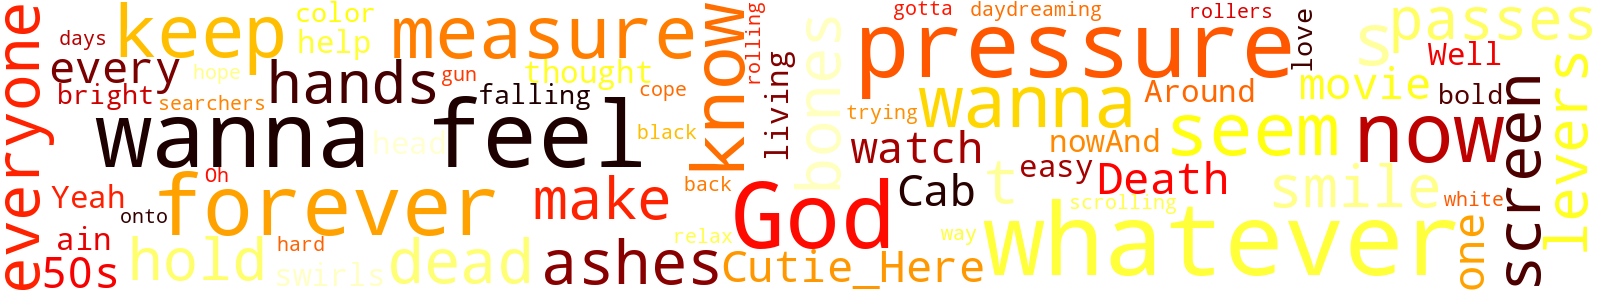 everyone
days
keep
color
help
measure
know
rolling
gotta
daydreaming
rollers
love
passes
every
hope
bright
searchers
hands
gun
thought
falling
cope
living
bones
pressure
s
Well
movie
bold
levers
wanna feel
head
black
trying
wanna
Around
seem
now
screen
watch
nowAnd
easy
Death
Yeah
onto
Oh
forever
make
back
God
Cab
t
scrolling
smile
white
ain
50s
hold
hard
swirls
dead
ashes
relax
Cutie_Here
way
whatever
one